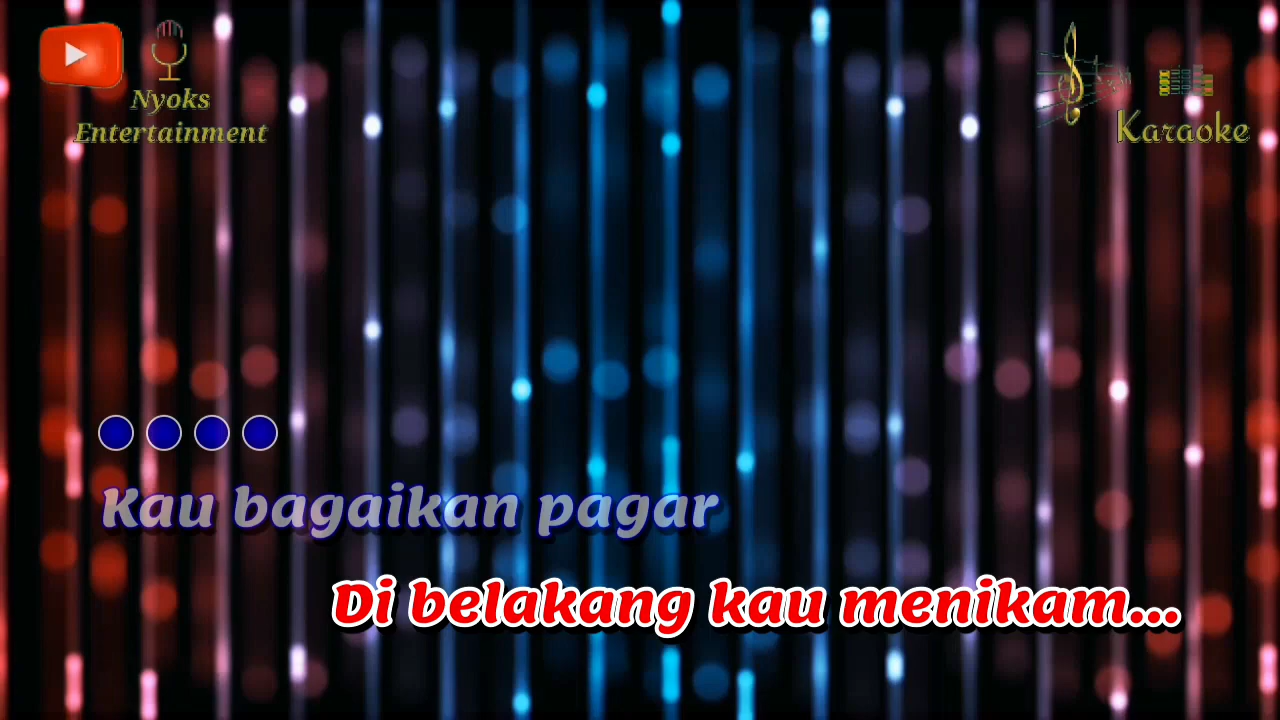 Nyoks
Entertainment
Karaoke
Kau bagaikan pagar
Di belakang kau menikam...